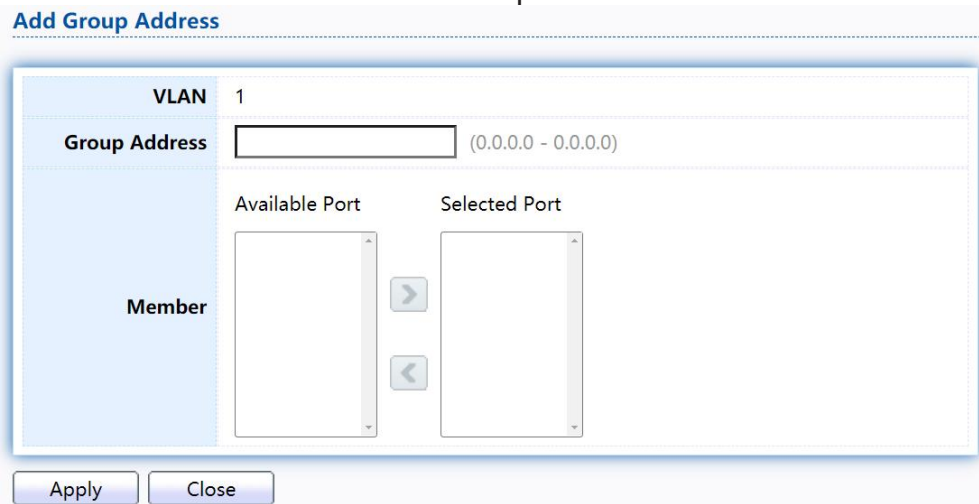 Add Group Address
VLAN 1
Group Address (0.0.0.0 - 0.0.0.0)
Available Port Selected Port
Member
Apply Close